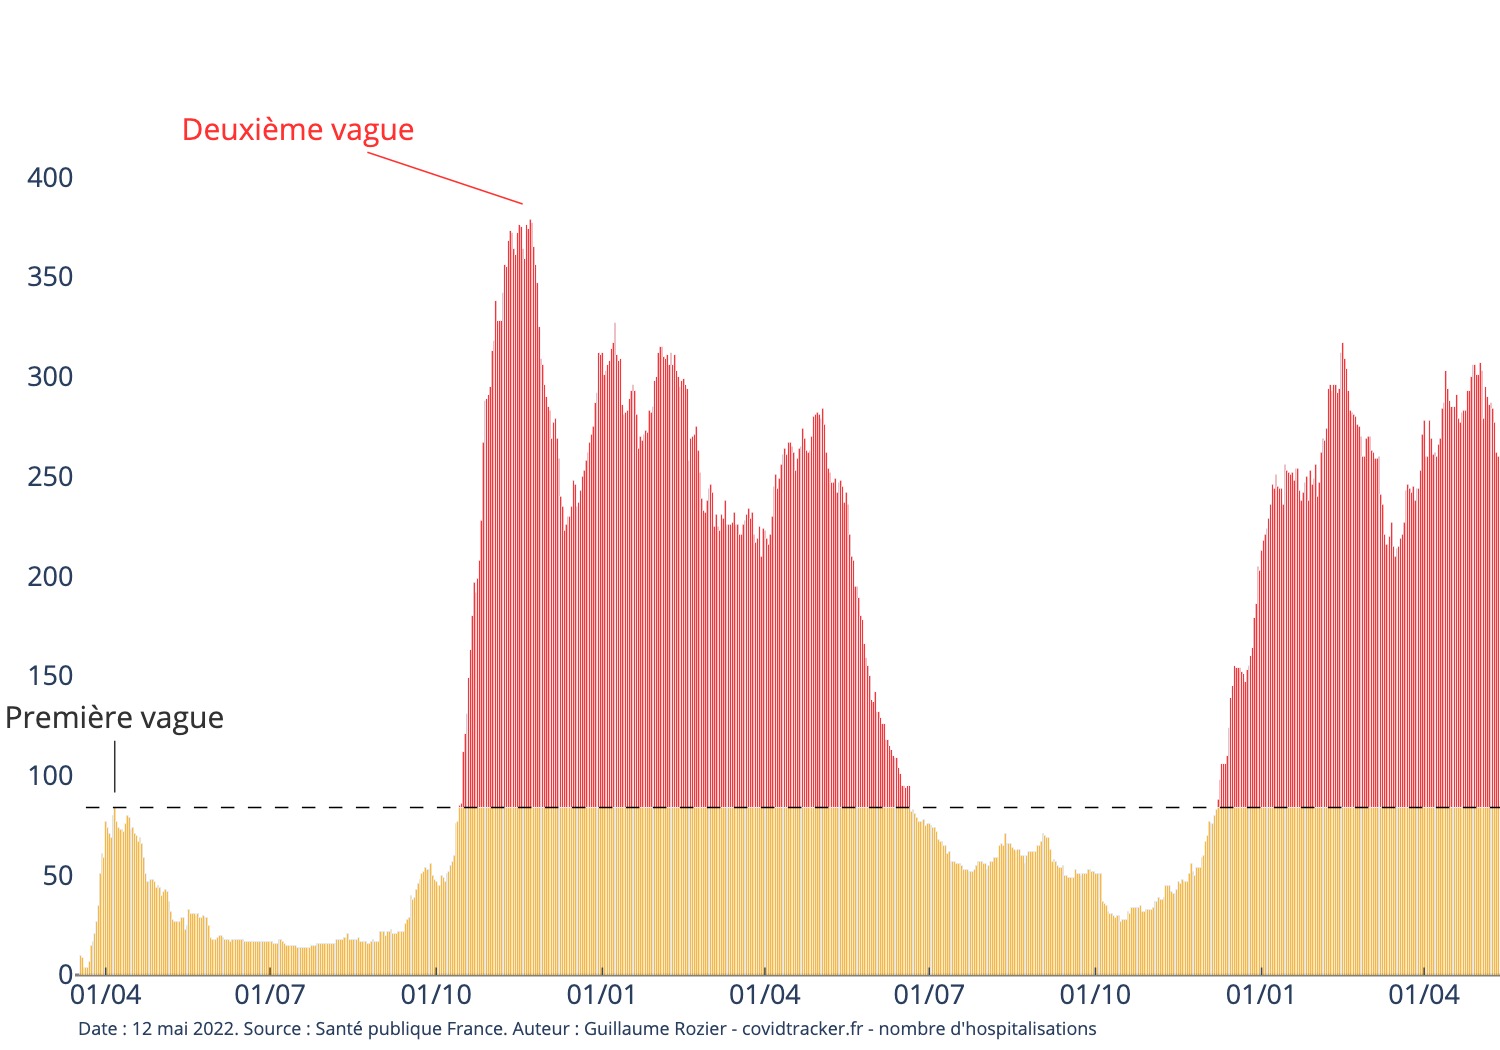 Deuxième vague
400
350
300
250
200
150
Première vague
100
50
0
01/04 01/07 01/10 01/01 01/04 01/07 01/10 01/01 01/04
Date : 12 mai 2022. Source : Santé publique France. Auteur : Guillaume Rozier - covidtracker.fr - nombre d'hospitalisations